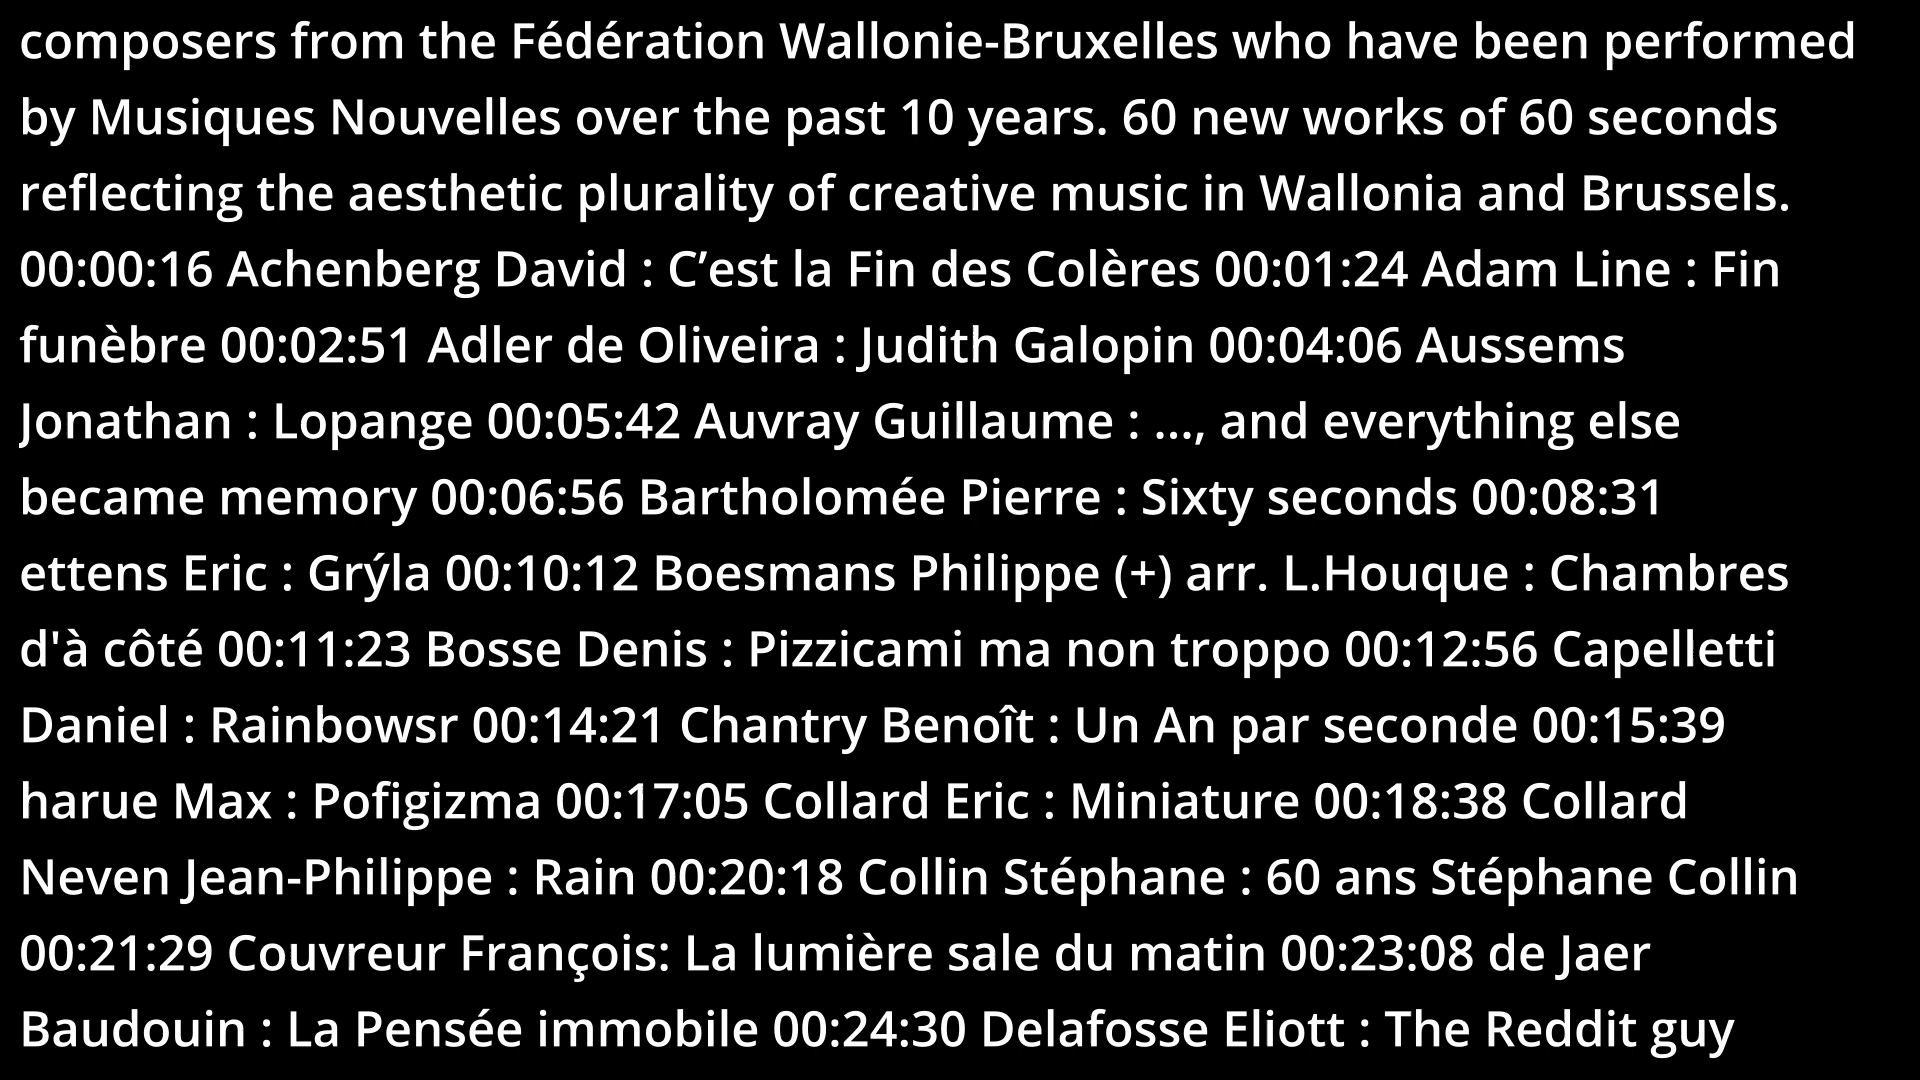 composers from the Fédération Wallonie-Bruxelles who have been performed
by Musiques Nouvelles over the past 10 years. 60 new works of 60 seconds
reflecting the aesthetic plurality of creative music in Wallonia and Brussels.
00:00:16 Achenberg David : C’est la Fin des Colères 00:01:24 Adam Line : Fin
funèbre 00:02:51 Adler de Oliveira : Judith Galopin 00:04:06 Aussems
Jonathan : Lopange 00:05:42 Auvray Guillaume : ..., and everything else
became memory 00:06:56 Bartholomée Pierre : Sixty seconds 00:08:31
ettens Eric : Grýla 00:10:12 Boesmans Philippe (+) arr. L.Houque : Chambres
d'à côté 00:11:23 Bosse Denis : Pizzicami ma non troppo 00:12:56 Capelletti
Daniel : Rainbowsr 00:14:21 Chantry Benoît : Un An par seconde 00:15:39
harue Max : Pofigizma 00:17:05 Collard Eric : Miniature 00:18:38 Collard
Neven Jean-Philippe : Rain 00:20:18 Collin Stéphane : 60 ans Stéphane Collin
00:21:29 Couvreur François: La lumière sale du matin 00:23:08 de Jaer
Baudouin : La Pensée immobile 00:24:30 Delafosse Eliott : The Reddit guy